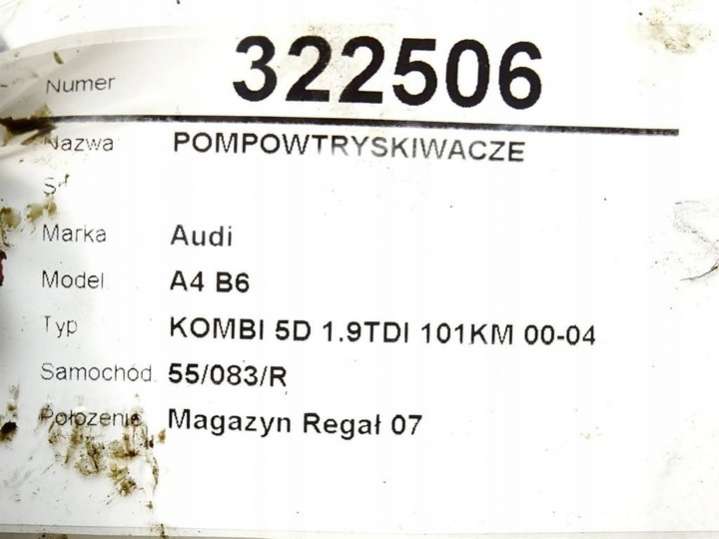 Numer 322506
Nazwa POMPOWTRYSKIWACZE
Marka Audi
Model A4 B6
Typ KOMBI 5D 1.9TDI 101KM 00-04
Samochód. 55/083/R
Położenie Magazyn Regał 07